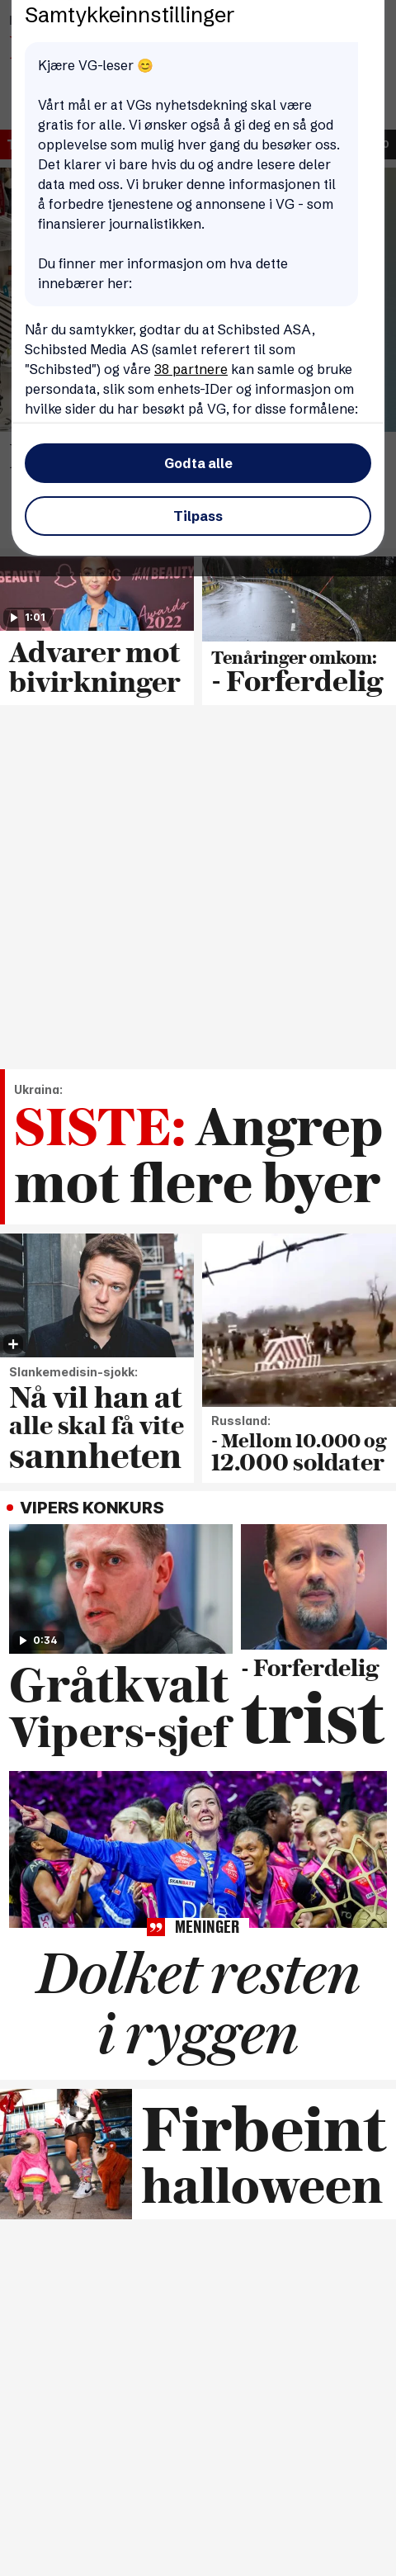 Samtykkeinnstillinger
Kjære VG-leser 😊
Vårt mål er at VGs nyhetsdekning skal være
gratis for alle. Vi ønsker også å gi deg en så god
opplevelse som mulig hver gang du besøker oss.
Det klarer vi bare hvis du og andre lesere deler
data med oss. Vi bruker denne informasjonen til
å forbedre tjenestene og annonsene i VG - som
finansierer journalistikken.
Du finner mer informasjon om hva dette
innebærer her:
Når du samtykker, godtar du at Schibsted ASA,
Schibsted Media AS (samlet referert til som
"Schibsted") og våre 38 partnere kan samle og bruke
persondata, slik som enhets-IDer og informasjon om
hvilke sider du har besøkt på VG, for disse formålene:
Godta alle
Tilpass
BEAUTY
BEAUTY
Awards
2022
1:01
Advarer mot
bivirkninger
Tenåringer omkom:
- Forferdelig
Ukraina:
SISTE: Angrep
mot flere byer
Slankemedisin-sjokk:
Nå vil han at
alle skal få vite
sannheten
Russland:
- Mellom 10.000 og
12.000 soldater
VIPERS KONKURS
0:34
Gråtkvalt
Vipers-sjef
- Forferdelig
trist
SKANBATT
MENINGER
Dolket resten
i ryggen
Firbeint
halloween